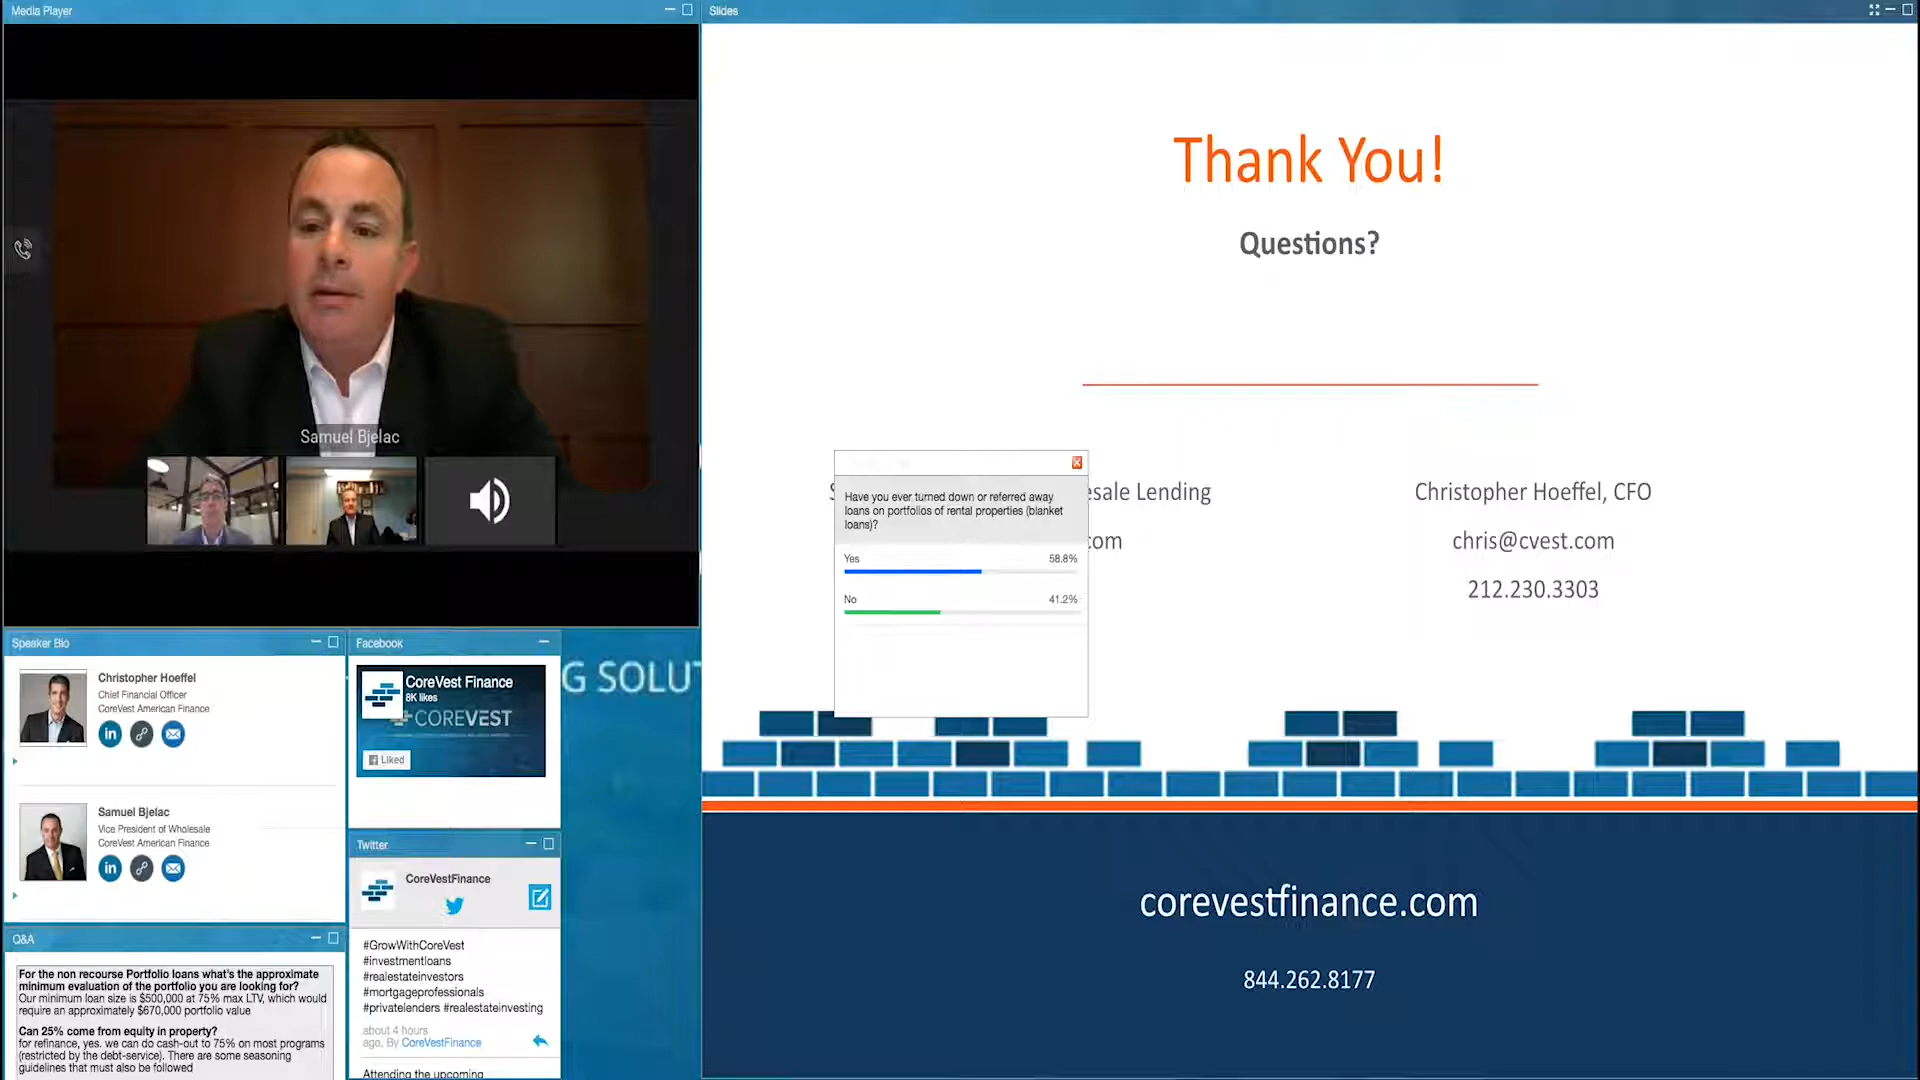 Media Player
Samuel Bjelac
Slides
Thank You!
Questions?
esale Lending
com
Christopher Hoeffel, CFO
chris@cvest.com
212.230.3303
Have you ever turned down or referred away
loans on portfolios of rental properties (blanket
loans)?
Yes 58.8%
No 41.2%
corevestfinance.com
844.262.8177
Speaker Bio
Christopher Hoeffel
Chief Financial Officer
CoreVest American Finance
in
Samuel Bjelac
Vice President of Wholesale
CoreVest American Finance
in
Facebook
CoreVest Finance
8K likes
COREVEST
Liked
G SOLUT
Twitter
CoreVestFinance
#GrowWithCoreVest
#investmentloans
#realestateinvestors
#mortgageprofessionals
#privatelenders #realestateinvesting
about 4 hours
ago, By CoreVestFinance
Attending the upcoming
Q&A
For the non recourse Portfolio loans what's the approximate
minimum evaluation of the portfolio you are looking for?
Our minimum loan size is $500,000 at 75% max LTV, which would
require an approximately $670,000 portfolio value
Can 25% come from equity in property?
for refinance, yes. we can do cash-out to 75% on most programs
(restricted by the debt-service). There are some seasoning
guidelines that must also be followed